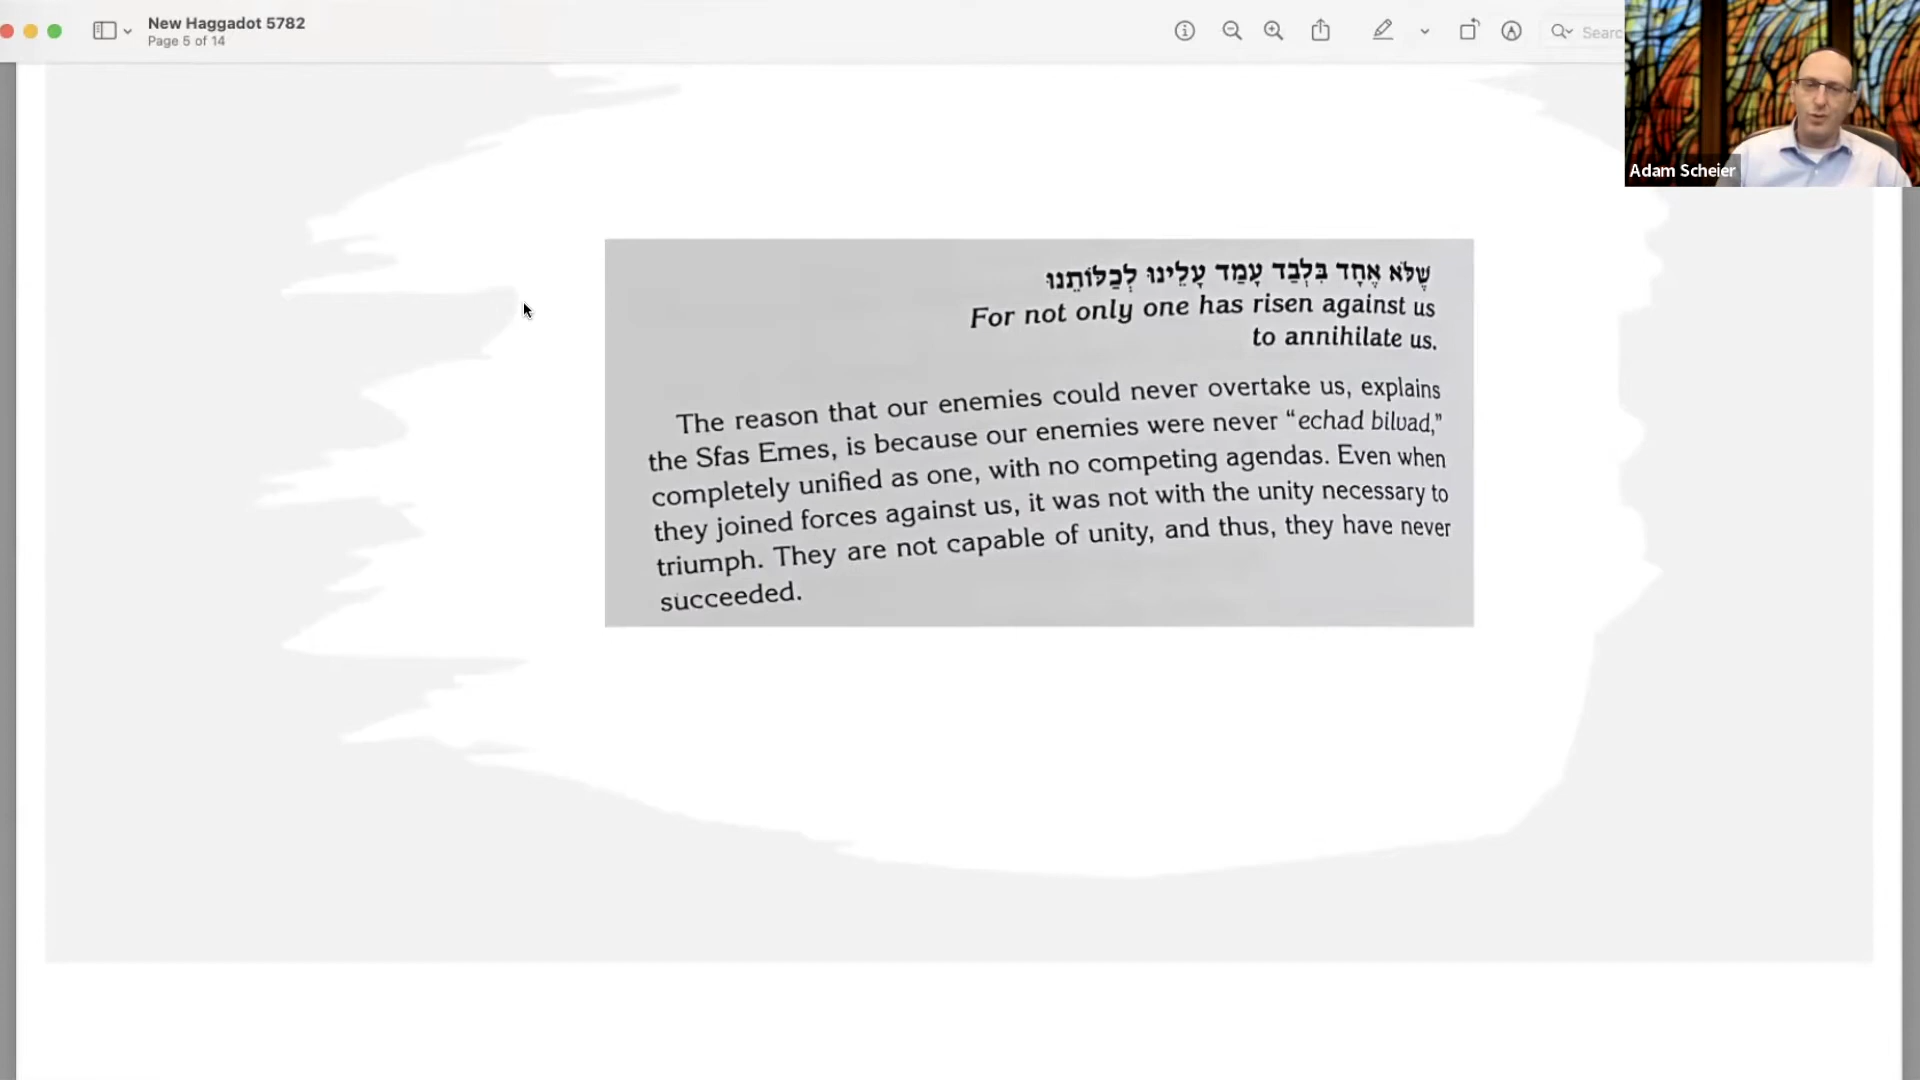 New Haggadot 5782
Page 5 of 14
Searc
Adam Scheier
שֶׁלֹּא אֶחָד בִּלְבַד עָמַד עָלֵינוּ לְכַלּוֹתֵנוּ
For not only one has risen against us
to annihilate us.
The reason that our enemies could never overtake us, explains
the Sfas Emes, is because our enemies were never “echad bilvad,”
completely unified as one, with no competing agendas. Even when
they joined forces against us, it was not with the unity necessary to
triumph. They are not capable of unity, and thus, they have never
succeeded.